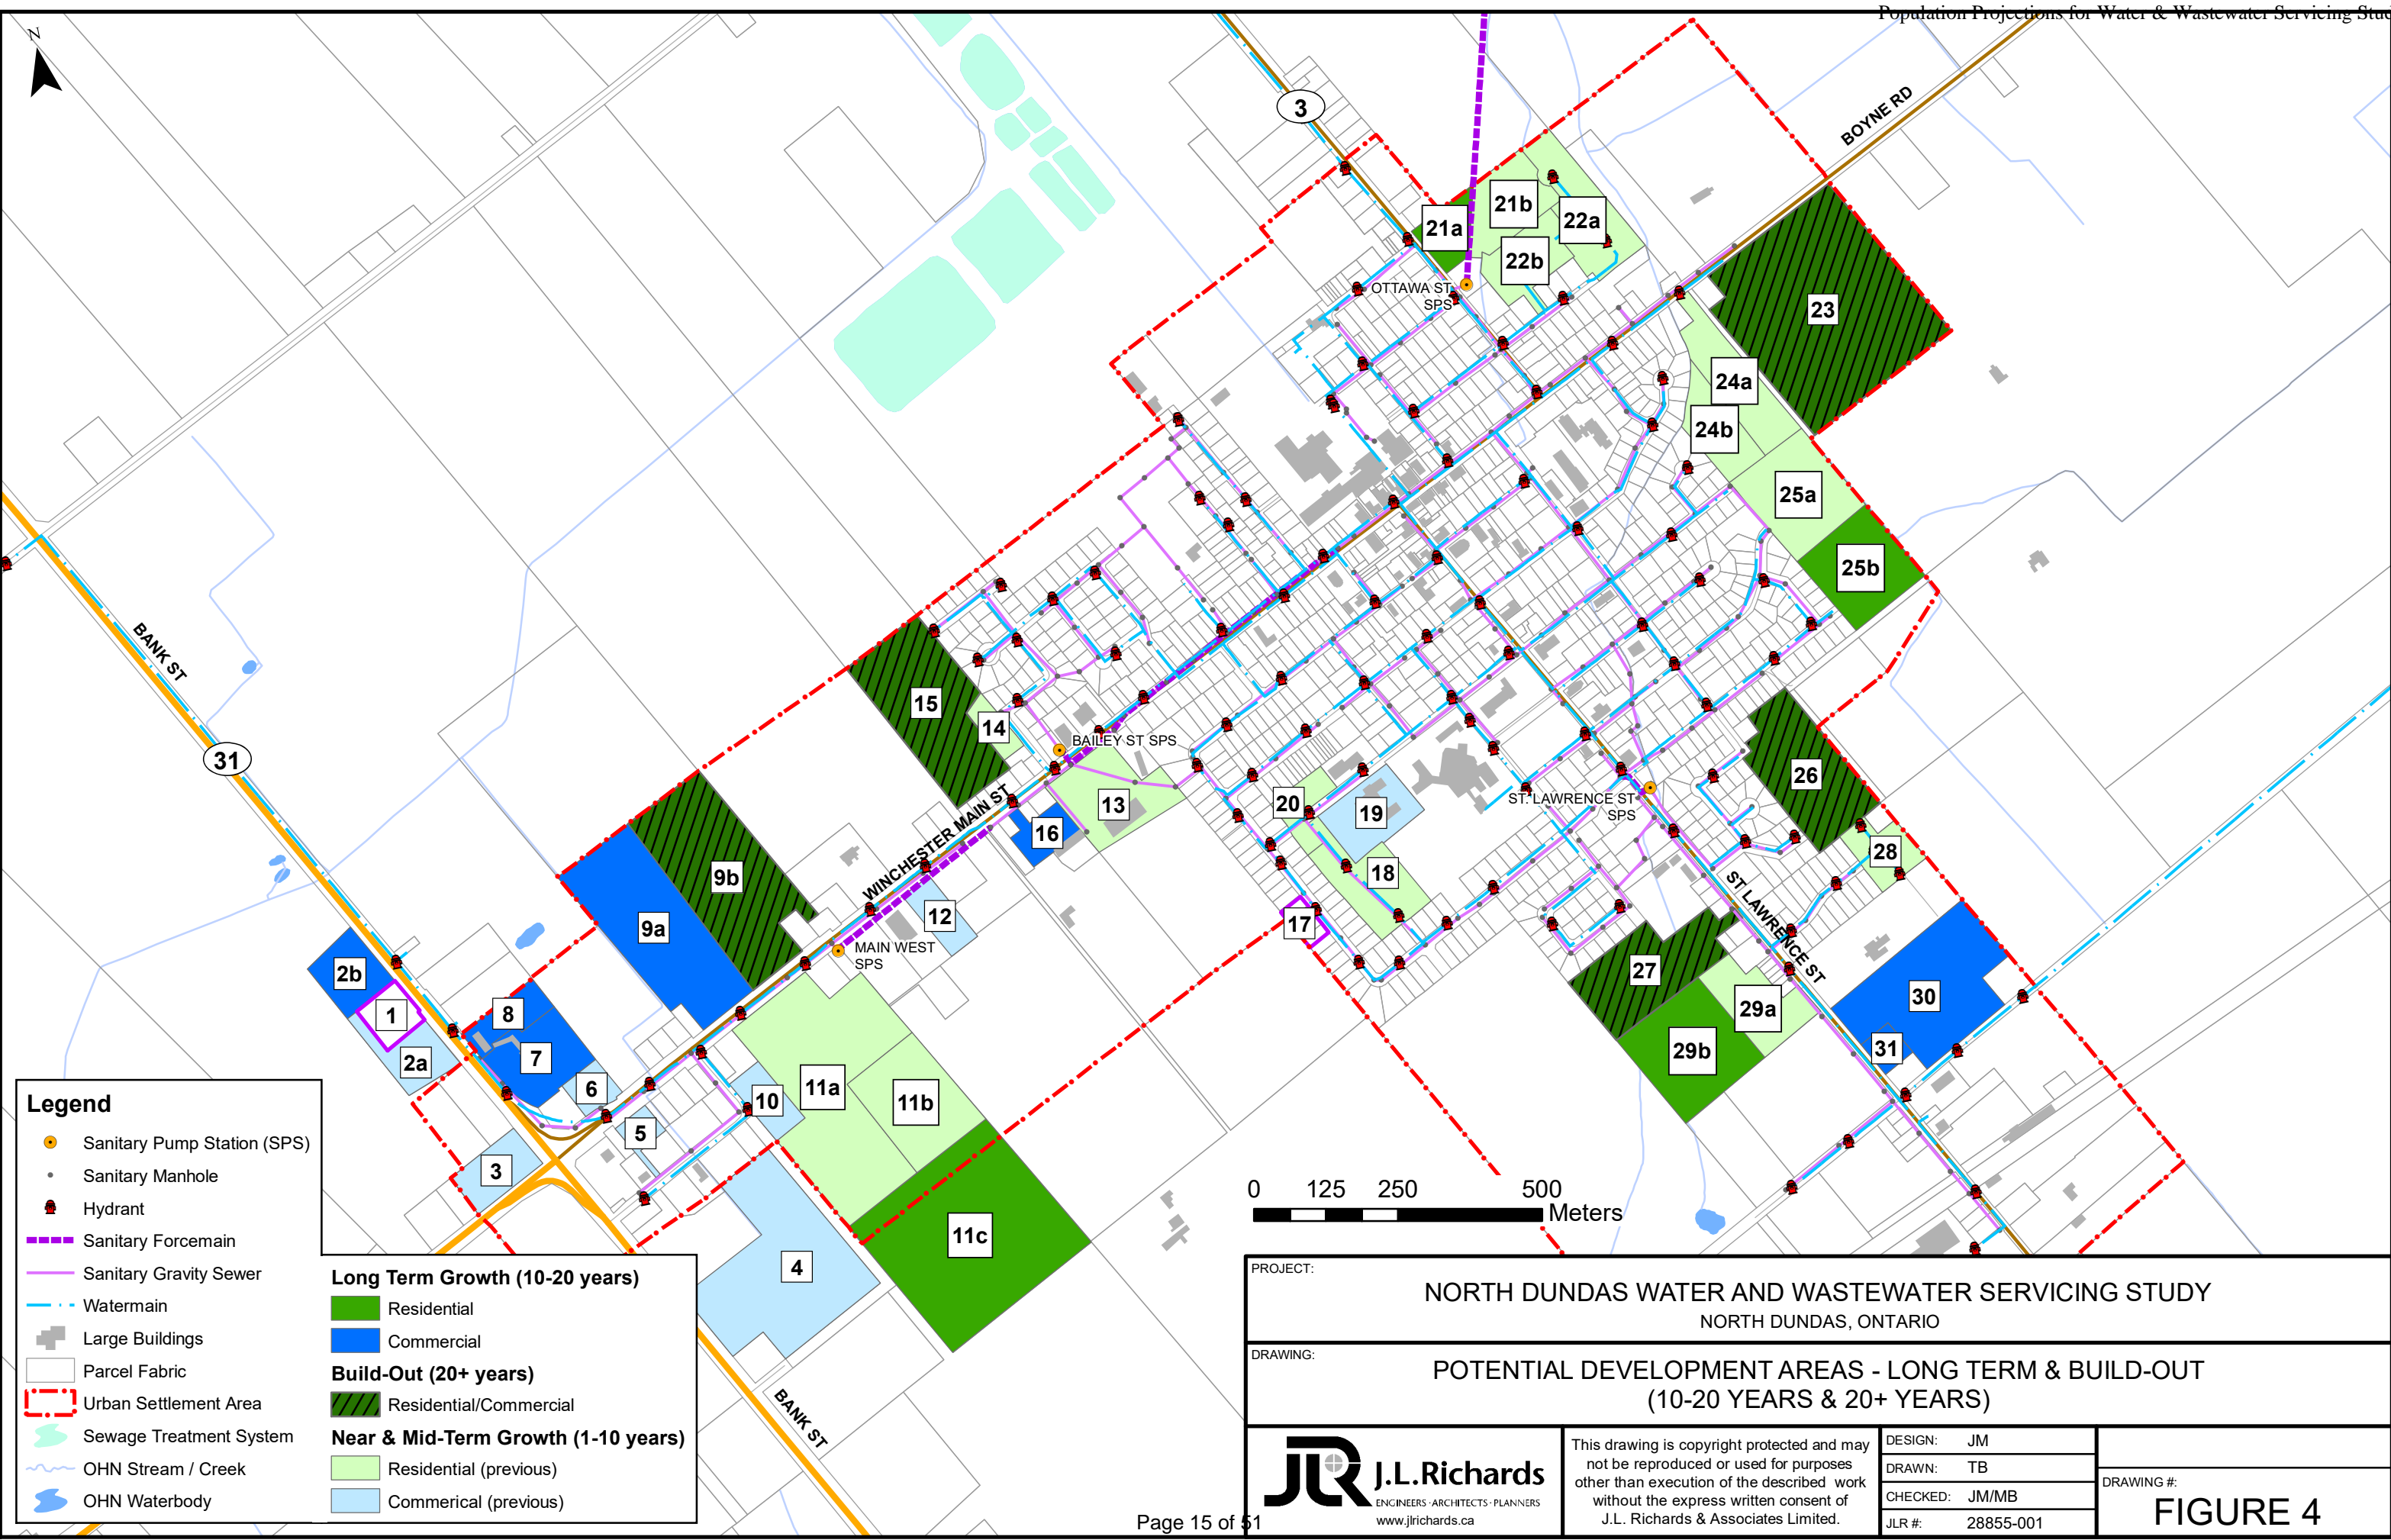 Population Projections for Water & Wastewater Servicing Stu
N
3
BOYNE RD
21a
21b
22a
22b
OTTAWA ST
SPS
23
24a
24b
25a
25b
BANK ST
31
15
14
BAILEY ST SPS
13
16
WINCHESTER MAIN ST
20
19
18
17
ST. LAWRENCE ST
SPS
26
28
ST LAWRENCE ST
27
29a
29b
30
31
9a
9b
12
MAIN WEST
SPS
2b
1
2a
8
7
6
5
3
10
11a
11b
11c
4
BANK ST
0 125 250 500
Meters
Legend
Sanitary Pump Station (SPS)
Sanitary Manhole
Hydrant
Sanitary Forcemain
Sanitary Gravity Sewer
Watermain
Large Buildings
Parcel Fabric
Urban Settlement Area
Sewage Treatment System
OHN Stream / Creek
OHN Waterbody
Long Term Growth (10-20 years)
Residential
Commercial
Build-Out (20+ years)
Residential/Commercial
Near & Mid-Term Growth (1-10 years)
Residential (previous)
Commerical (previous)
PROJECT:
NORTH DUNDAS WATER AND WASTEWATER SERVICING STUDY
NORTH DUNDAS, ONTARIO
DRAWING:
POTENTIAL DEVELOPMENT AREAS - LONG TERM & BUILD-OUT
(10-20 YEARS & 20+ YEARS)
JLR J.L.Richards
ENGINEERS · ARCHITECTS · PLANNERS
www.jlrichards.ca
This drawing is copyright protected and may
not be reproduced or used for purposes
other than execution of the described work
without the express written consent of
J.L. Richards & Associates Limited.
DESIGN: JM
DRAWN: TB
CHECKED: JM/MB
JLR #: 28855-001
DRAWING #:
FIGURE 4
Page 15 of 51